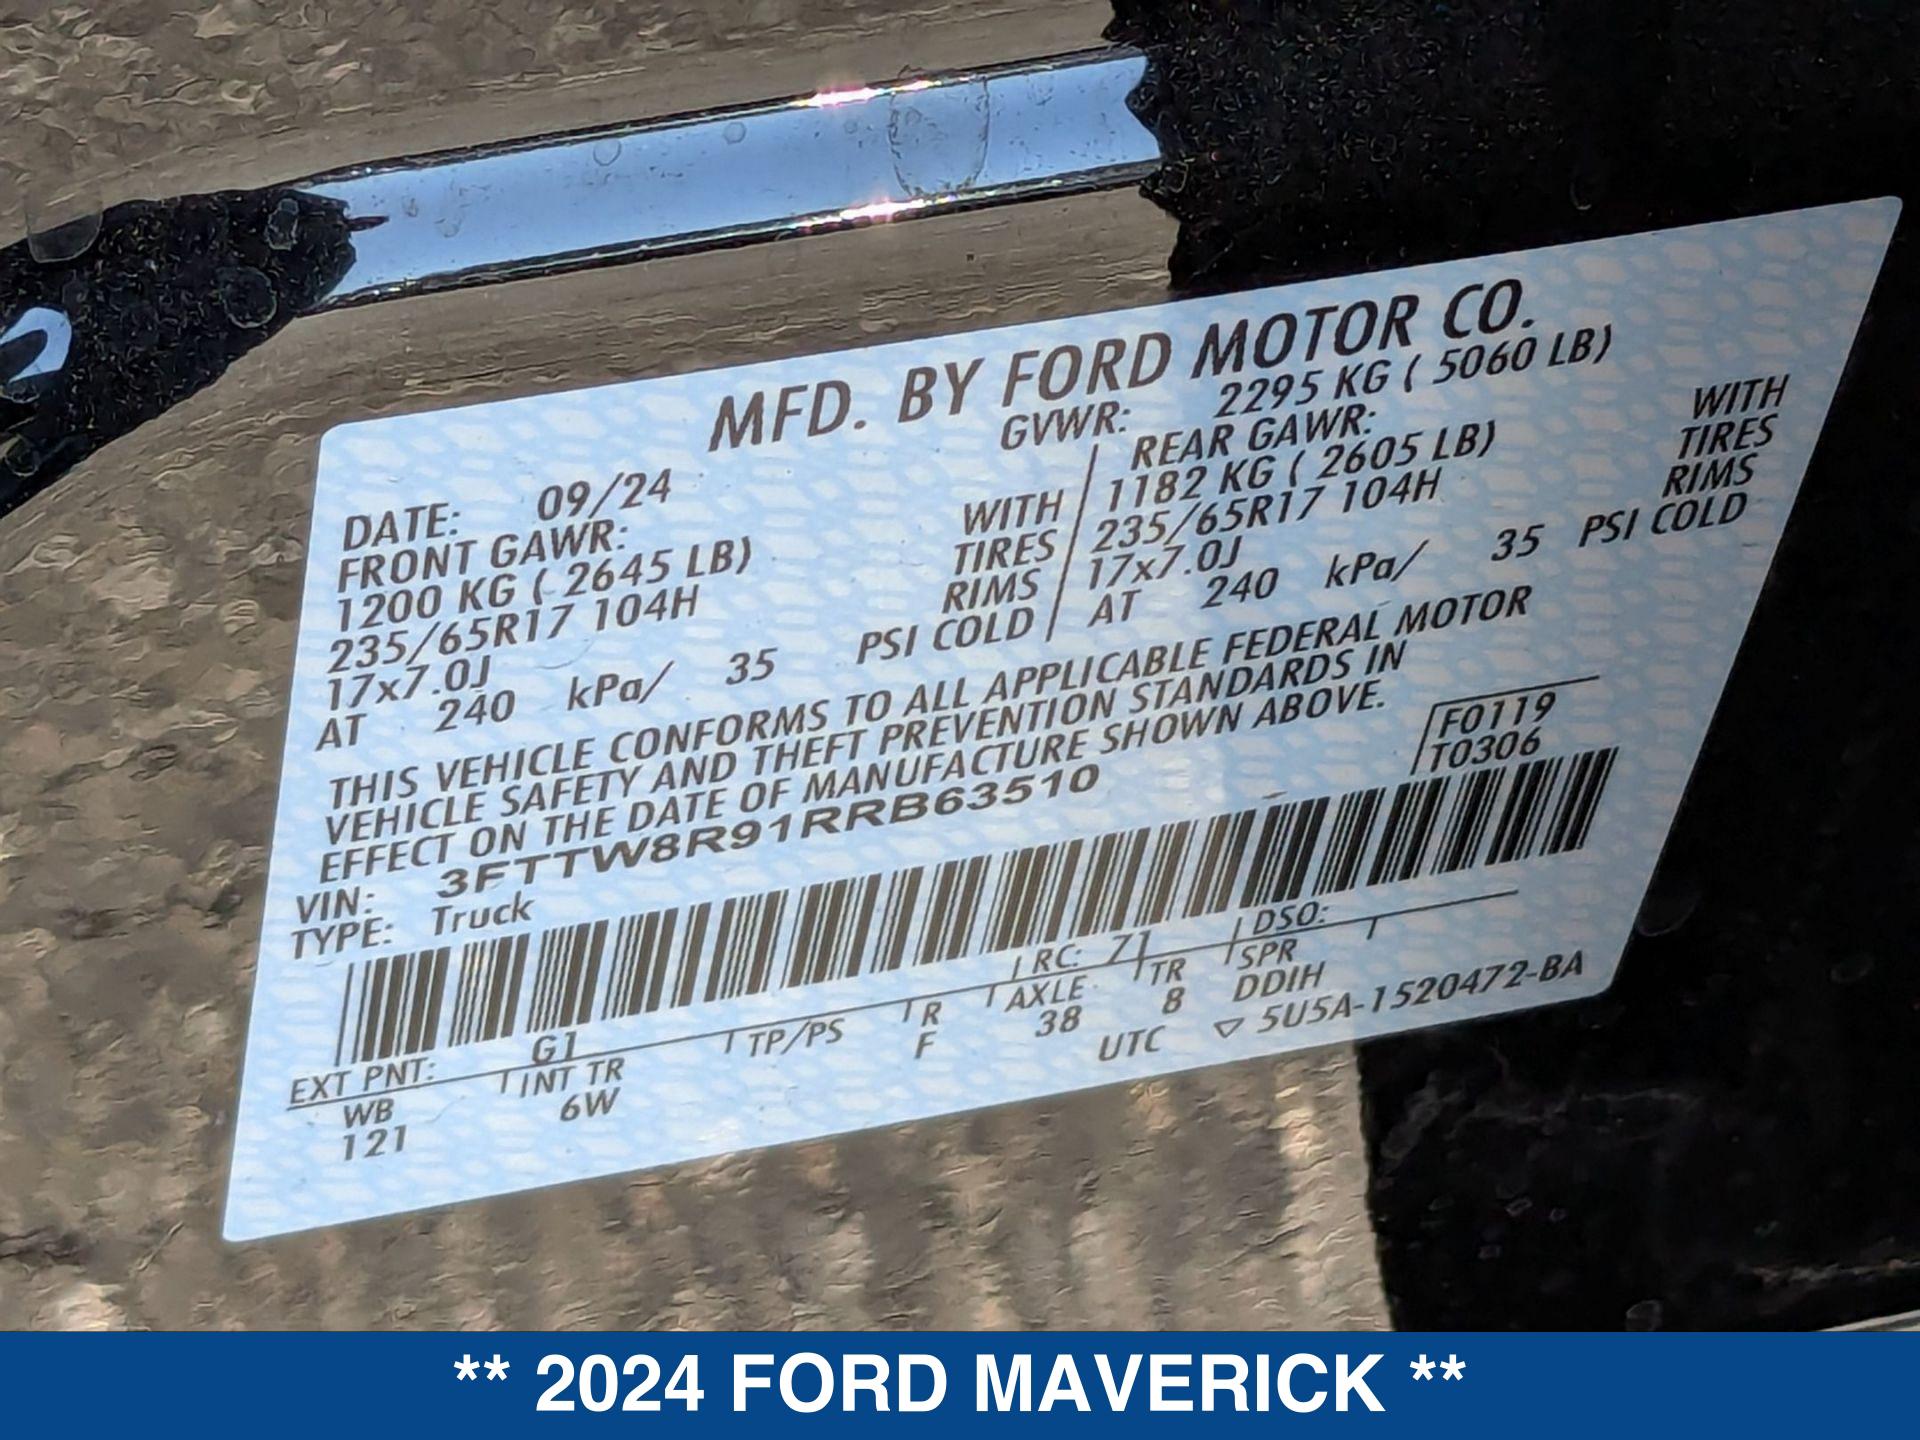 MFD. BY FORD MOTOR CO.
DATE: 09/24 GVWR: 2295 KG ( 5060 LB)
FRONT GAWR: REAR GAWR:
1200 KG ( 2645 LB) WITH 1182 KG ( 2605 LB) WITH
235/65R17 104H TIRES 235/65R17 104H TIRES
17x7.0J RIMS 17x7.0J RIMS
AT 240 kPa/ 35 PSI COLD AT 240 kPa/ 35 PSI COLD
THIS VEHICLE CONFORMS TO ALL APPLICABLE FEDERAL MOTOR
VEHICLE SAFETY AND THEFT PREVENTION STANDARDS IN
EFFECT ON THE DATE OF MANUFACTURE SHOWN ABOVE.
VIN: 3FTTW8R91RRB63510 F0119
TYPE: Truck T0306
EXT PNT: G1 RC: 71 DSO:
WB INT TR TP/PS R AXLE TR SPR
121 6W F 38 8 DDIH
UTC ▽ 5U5A-1520472-BA
** 2024 FORD MAVERICK **